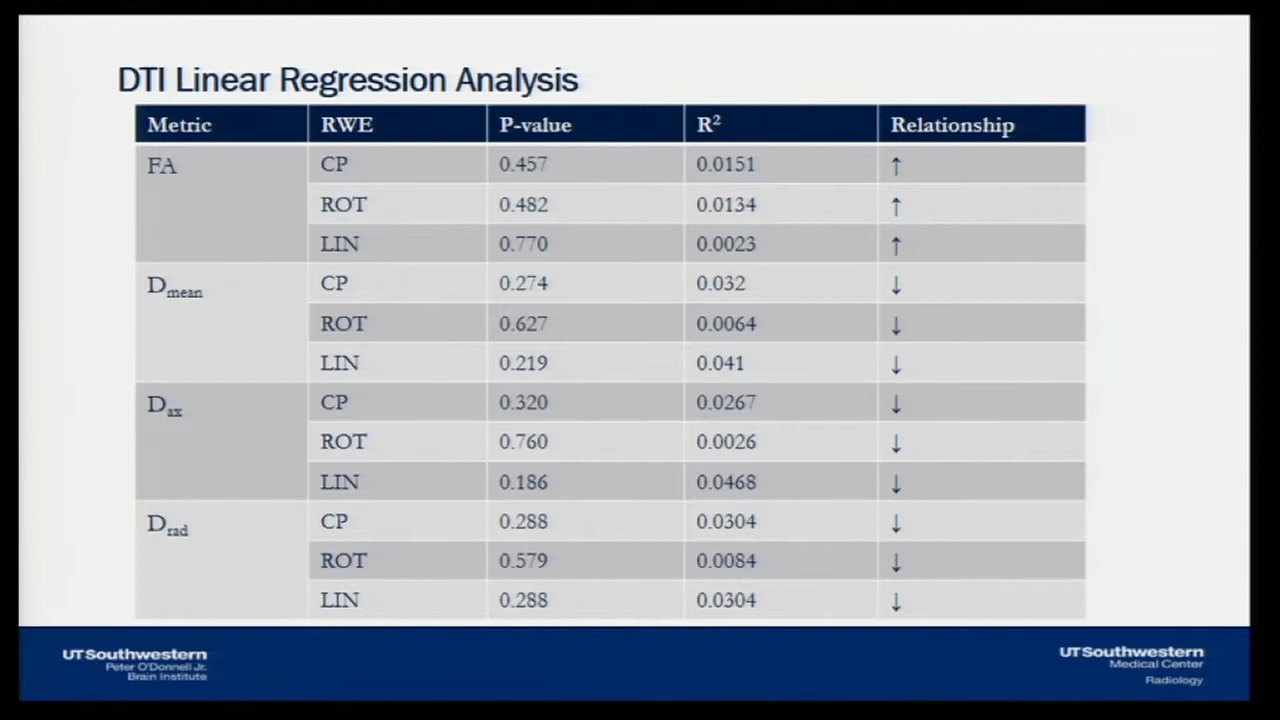 DTI Linear Regression Analysis
Metric RWE P-value R² Relationship
FA CP 0.457 0.0151 ↑
ROT 0.482 0.0134 ↑
LIN 0.770 0.0023 ↑
Dmean CP 0.274 0.032 ↓
ROT 0.627 0.0064 ↓
LIN 0.219 0.041 ↓
Dax CP 0.320 0.0267 ↓
ROT 0.760 0.0026 ↓
LIN 0.186 0.0468 ↓
Drad CP 0.288 0.0304 ↓
ROT 0.579 0.0084 ↓
LIN 0.288 0.0304 ↓
UTSouthwestern
Peter O'Donnell Jr.
Brain Institute
UTSouthwestern
Medical Center
Radiology